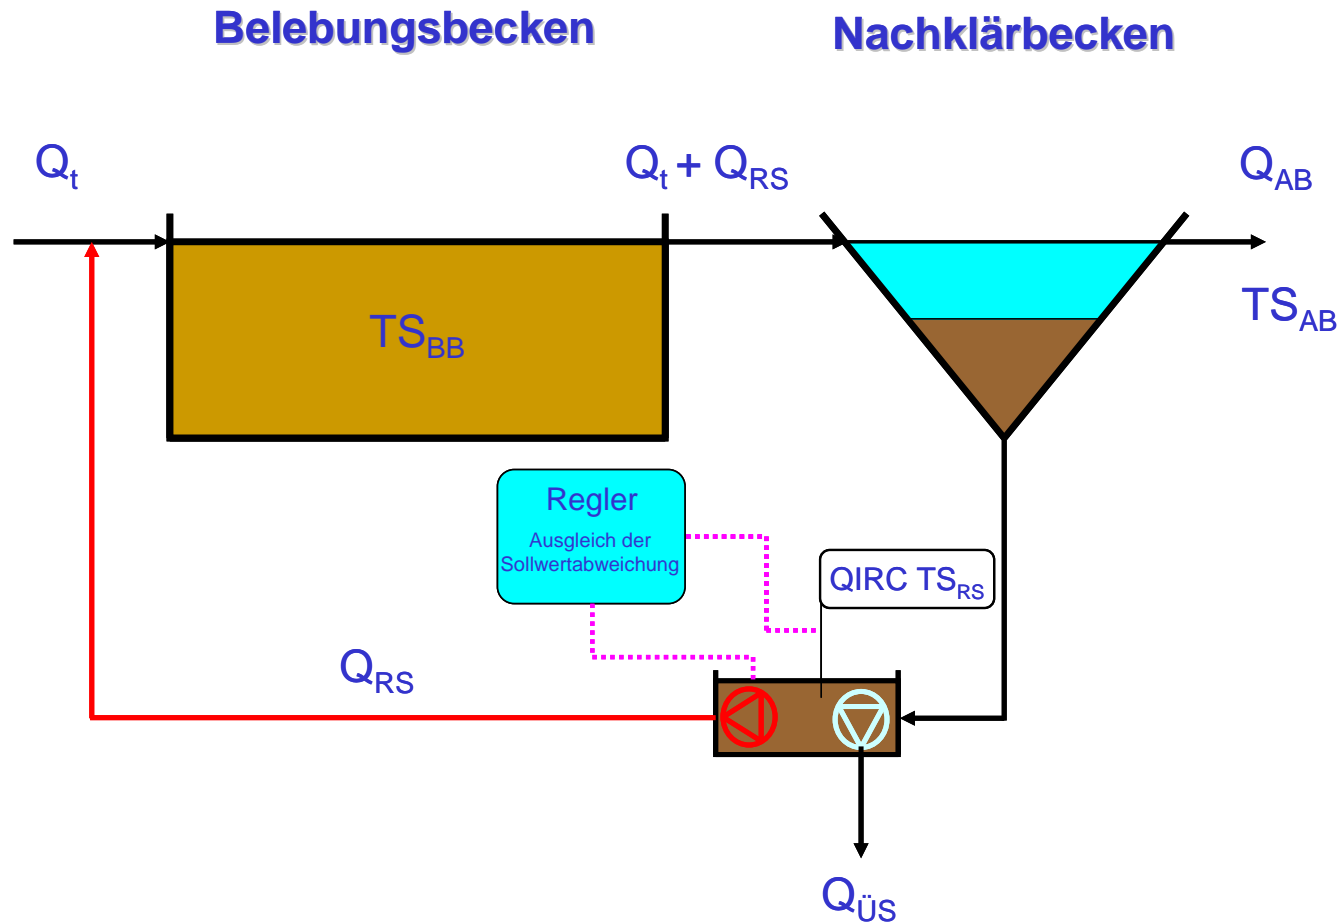 Belebungsbecken
Nachklärbecken
Qt
Qt + QRS
QAB
TSBB
TSAB
Regler
Ausgleich der
Sollwertabweichung
QIRC TSRS
QRS
QÜS